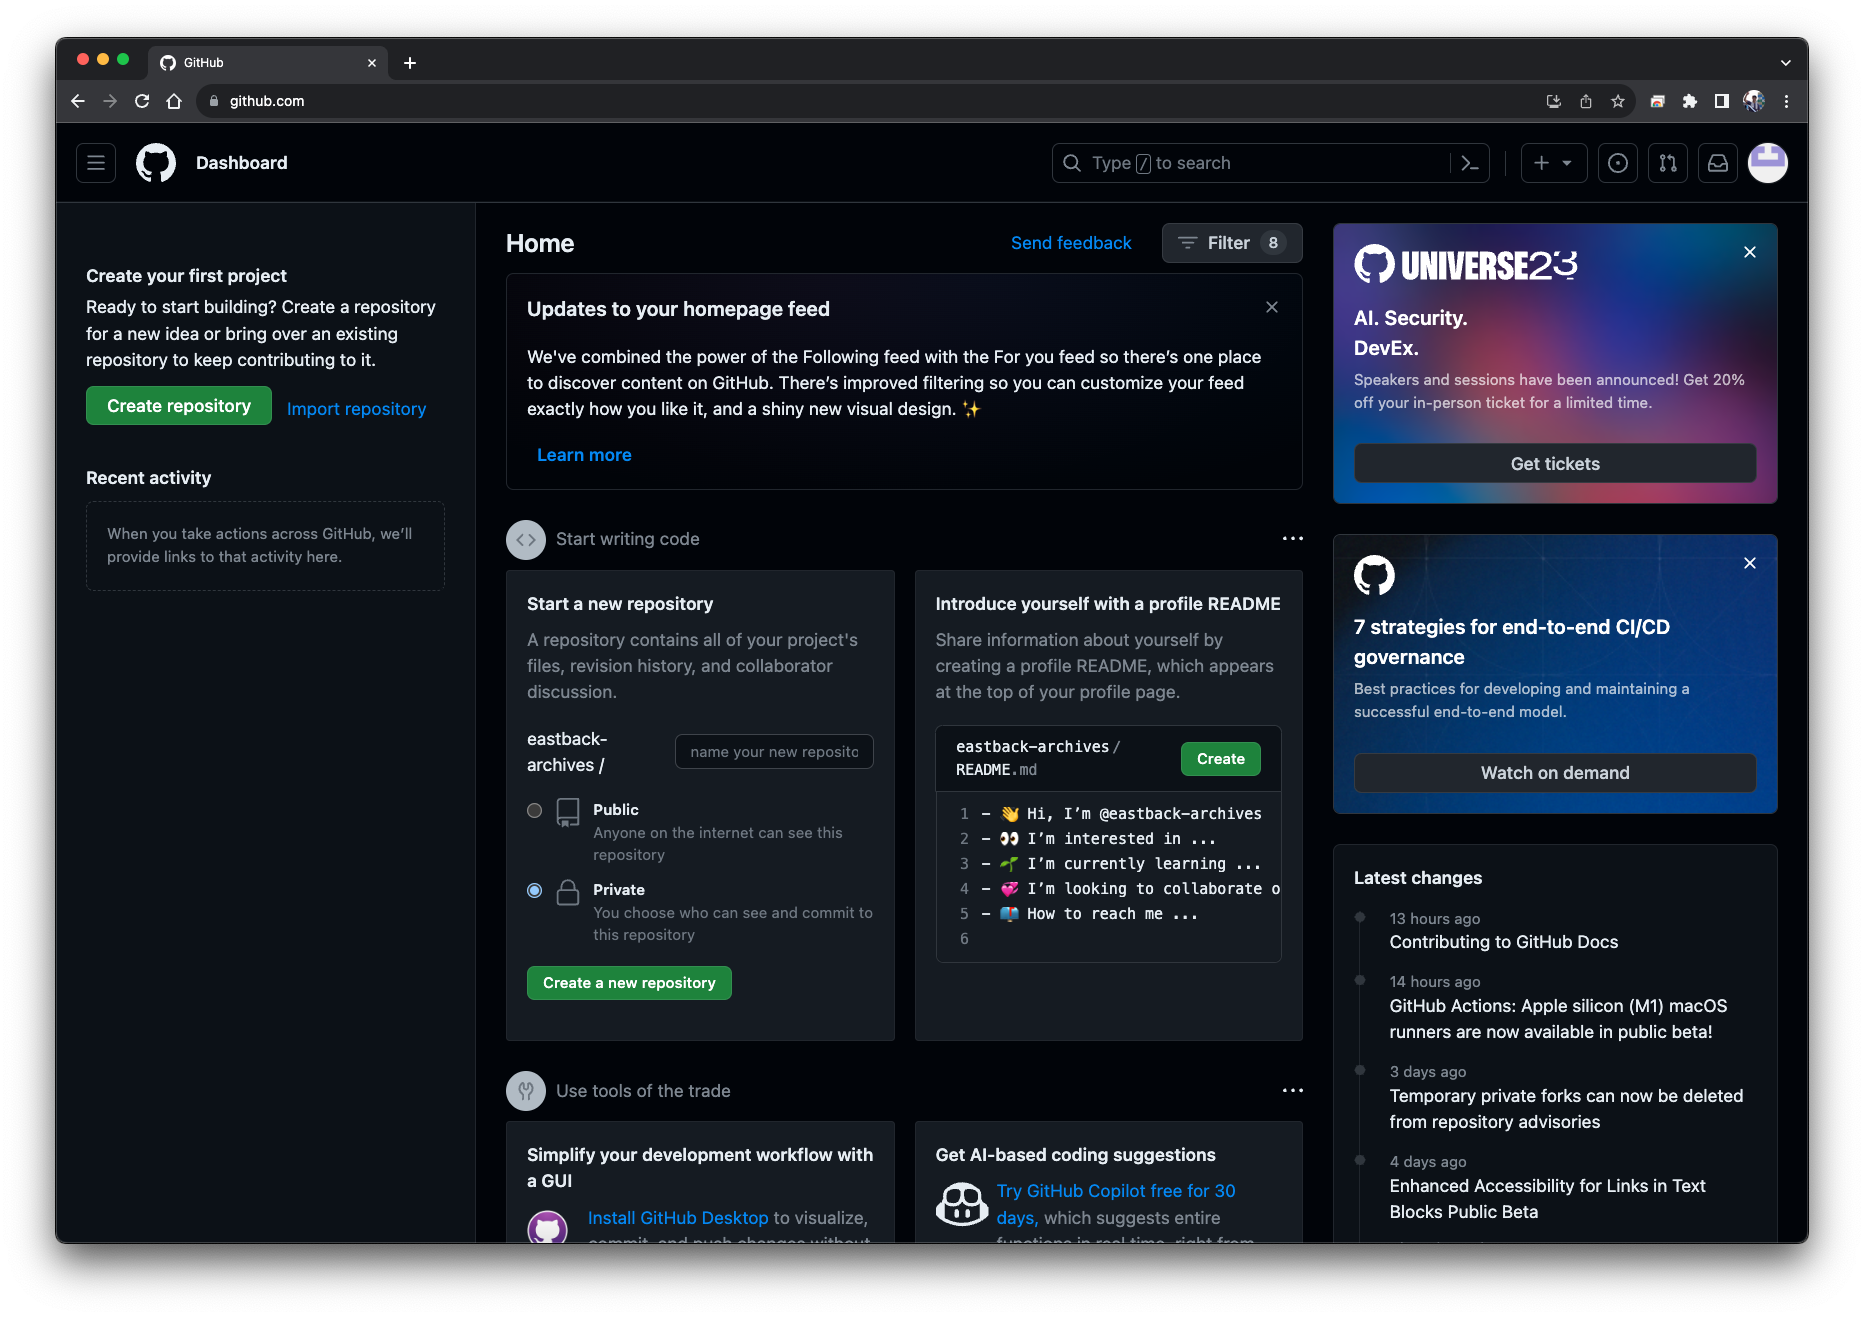 GitHub
github.com
Dashboard
Type / to search
Create your first project
Ready to start building? Create a repository
for a new idea or bring over an existing
repository to keep contributing to it.
Create repository
Import repository
Recent activity
When you take actions across GitHub, we’ll
provide links to that activity here.
Home
Send feedback
Filter 8
Updates to your homepage feed
We've combined the power of the Following feed with the For you feed so there’s one place
to discover content on GitHub. There’s improved filtering so you can customize your feed
exactly how you like it, and a shiny new visual design. ✨
Learn more
Start writing code
Start a new repository
A repository contains all of your project's
files, revision history, and collaborator
discussion.
eastback-
archives /
name your new reposito
Public
Anyone on the internet can see this
repository
Private
You choose who can see and commit to
this repository
Create a new repository
Introduce yourself with a profile README
Share information about yourself by
creating a profile README, which appears
at the top of your profile page.
eastback-archives /
README.md
Create
1 - 👋 Hi, I’m @eastback-archives
2 - 👀 I’m interested in ...
3 - 🌱 I’m currently learning ...
4 - 💞️ I’m looking to collaborate o
5 - 📫 How to reach me ...
6
Use tools of the trade
Simplify your development workflow with
a GUI
Install GitHub Desktop to visualize,
commit, and push changes without
Get AI-based coding suggestions
Try GitHub Copilot free for 30
days, which suggests entire
functions in real time, right from
UNIVERSE23
AI. Security.
DevEx.
Speakers and sessions have been announced! Get 20%
off your in-person ticket for a limited time.
Get tickets
7 strategies for end-to-end CI/CD
governance
Best practices for developing and maintaining a
successful end-to-end model.
Watch on demand
Latest changes
13 hours ago
Contributing to GitHub Docs
14 hours ago
GitHub Actions: Apple silicon (M1) macOS
runners are now available in public beta!
3 days ago
Temporary private forks can now be deleted
from repository advisories
4 days ago
Enhanced Accessibility for Links in Text
Blocks Public Beta